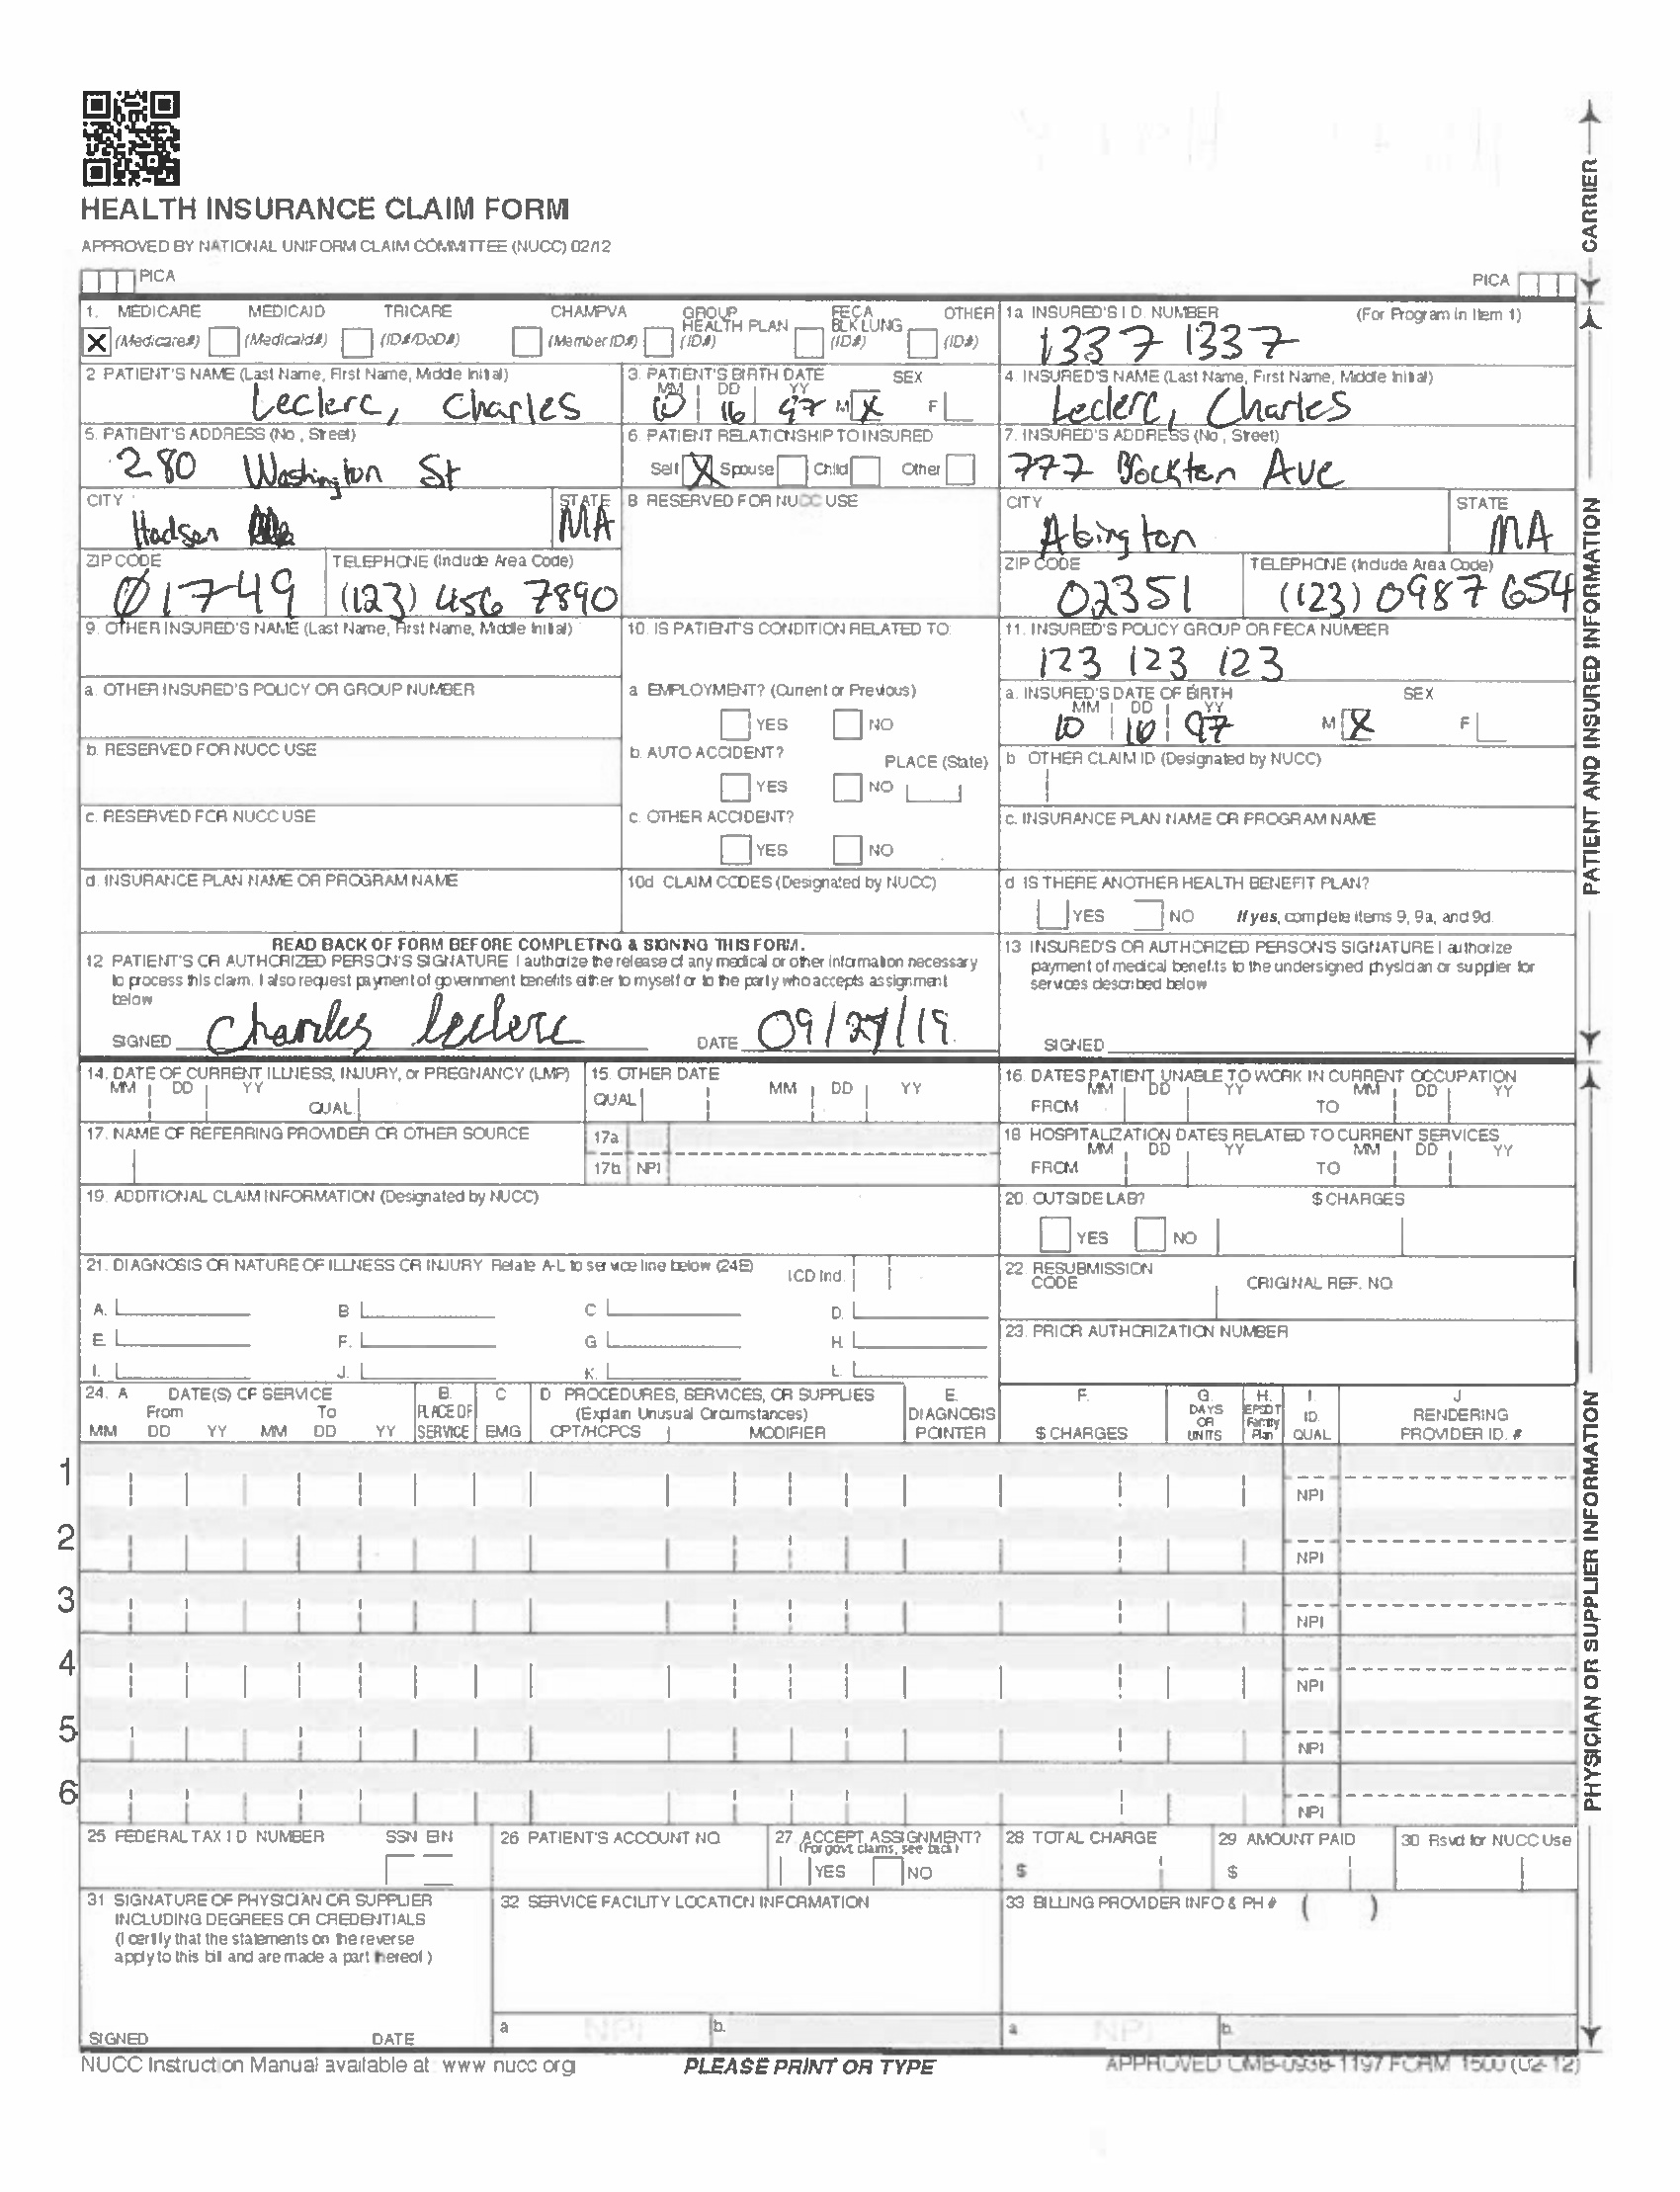 HEALTH INSURANCE CLAIM FORM
APPROVED BY NATIONAL UNIFORM CLAIM COMMITTEE (NUCC) 02/12
PICA
PICA
CARRIER
1. MEDICARE MEDICAID TRICARE CHAMPVA GROUP HEALTH PLAN FECA BLK LUNG OTHER
X (Medicare#) (Medicaid#) (ID#/DoD#) (Member ID#) (ID#) (ID#) (ID#)
1a INSURED'S I.D. NUMBER (For Program in Item 1)
1337 1337
2 PATIENT'S NAME (Last Name, First Name, Middle Initial)
Leclerc, Charles
3. PATIENT'S BIRTH DATE SEX
MM DD YY
10 16 97 M X F
4. INSURED'S NAME (Last Name, First Name, Middle Initial)
Leclerc, Charles
5. PATIENT'S ADDRESS (No., Street)
280 Washington St
6. PATIENT RELATIONSHIP TO INSURED
Self X Spouse Child Other
7. INSURED'S ADDRESS (No., Street)
777 Brockton Ave
CITY
Hudson
STATE
MA
8 RESERVED FOR NUCC USE
CITY
Abington
STATE
MA
ZIP CODE
01749
TELEPHONE (Include Area Code)
(123) 456 7890
ZIP CODE
02351
TELEPHONE (Include Area Code)
(123) 0987 654
9. OTHER INSURED'S NAME (Last Name, First Name, Middle Initial)
10. IS PATIENT'S CONDITION RELATED TO:
11. INSURED'S POLICY GROUP OR FECA NUMBER
123 123 123
a. OTHER INSURED'S POLICY OR GROUP NUMBER
a. EMPLOYMENT? (Current or Previous)
YES NO
a. INSURED'S DATE OF BIRTH SEX
MM DD YY
10 16 97 M X F
b. RESERVED FOR NUCC USE
b. AUTO ACCIDENT? PLACE (State)
YES NO
b. OTHER CLAIM ID (Designated by NUCC)
c. RESERVED FOR NUCC USE
c. OTHER ACCIDENT?
YES NO
c. INSURANCE PLAN NAME OR PROGRAM NAME
d. INSURANCE PLAN NAME OR PROGRAM NAME
10d. CLAIM CODES (Designated by NUCC)
d. IS THERE ANOTHER HEALTH BENEFIT PLAN?
YES NO If yes, complete items 9, 9a, and 9d.
PATIENT AND INSURED INFORMATION
READ BACK OF FORM BEFORE COMPLETING & SIGNING THIS FORM.
12 PATIENT'S OR AUTHORIZED PERSON'S SIGNATURE I authorize the release of any medical or other information necessary
to process this claim. I also request payment of government benefits either to myself or to the party who accepts assignment
below
SIGNED Charles Leclerc DATE 09/27/19
13 INSURED'S OR AUTHORIZED PERSON'S SIGNATURE I authorize
payment of medical benefits to the undersigned physician or supplier for
services described below
SIGNED
14. DATE OF CURRENT ILLNESS, INJURY, or PREGNANCY (LMP)
MM DD YY
QUAL
15. OTHER DATE
QUAL MM DD YY
16. DATES PATIENT UNABLE TO WORK IN CURRENT OCCUPATION
MM DD YY MM DD YY
FROM TO
17. NAME OF REFERRING PROVIDER OR OTHER SOURCE
17a
17b NPI
18 HOSPITALIZATION DATES RELATED TO CURRENT SERVICES
MM DD YY MM DD YY
FROM TO
19. ADDITIONAL CLAIM INFORMATION (Designated by NUCC)
20. OUTSIDE LAB? $ CHARGES
YES NO
21. DIAGNOSIS OR NATURE OF ILLNESS OR INJURY Relate A-L to service line below (24E) ICD Ind.
A. B. C. D.
E. F. G. H.
I. J. K. L.
22 RESUBMISSION CODE ORIGINAL REF. NO.
23. PRIOR AUTHORIZATION NUMBER
24. A DATE(S) OF SERVICE B. C D PROCEDURES, SERVICES, OR SUPPLIES E. F. G. H. I. J
From To PLACE OF (Explain Unusual Circumstances) DIAGNOSIS DAYS OR EPSDT Family ID. RENDERING
MM DD YY MM DD YY SERVICE EMG CPT/HCPCS MODIFIER POINTER $ CHARGES UNITS Plan QUAL PROVIDER ID. #
1 NPI
2 NPI
3 NPI
4 NPI
5 NPI
6 NPI
PHYSICIAN OR SUPPLIER INFORMATION
25 FEDERAL TAX I.D. NUMBER SSN EIN
26 PATIENT'S ACCOUNT NO.
27 ACCEPT ASSIGNMENT?
(For govt. claims, see back)
YES NO
28 TOTAL CHARGE
$
29 AMOUNT PAID
$
30 Rsvd for NUCC Use
31 SIGNATURE OF PHYSICIAN OR SUPPLIER
INCLUDING DEGREES OR CREDENTIALS
(I certify that the statements on the reverse
apply to this bill and are made a part thereof.)
SIGNED DATE
32 SERVICE FACILITY LOCATION INFORMATION
a NPI b.
33 BILLING PROVIDER INFO & PH # ( )
a NPI b.
NUCC Instruction Manual available at: www.nucc.org
PLEASE PRINT OR TYPE
APPROVED OMB-0938-1197 FORM 1500 (02-12)